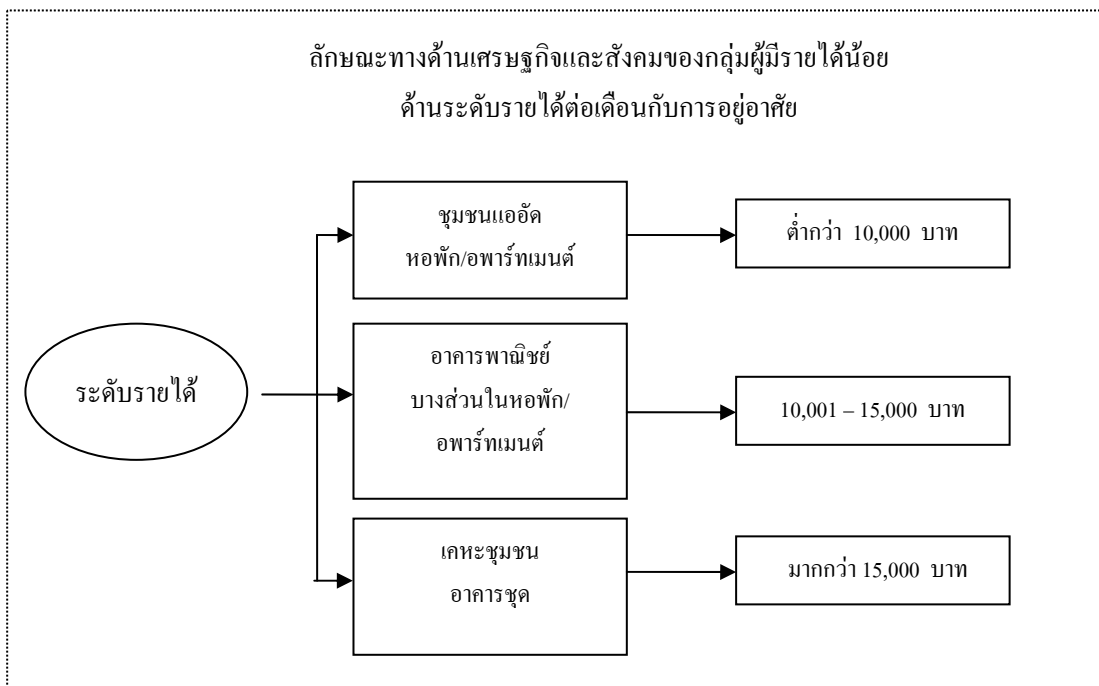 ลักษณะทางด้านเศรษฐกิจและสังคมของกลุ่มผู้มีรายได้น้อย
ด้านระดับรายได้ต่อเดือนกับการอยู่อาศัย
ระดับรายได้
ชุมชนแออัด
หอพัก/อพาร์ทเมนต์
ต่ำกว่า 10,000 บาท
อาคารพาณิชย์
บางส่วนในหอพัก/
อพาร์ทเมนต์
10,001 – 15,000 บาท
เคหะชุมชน
อาคารชุด
มากกว่า 15,000 บาท